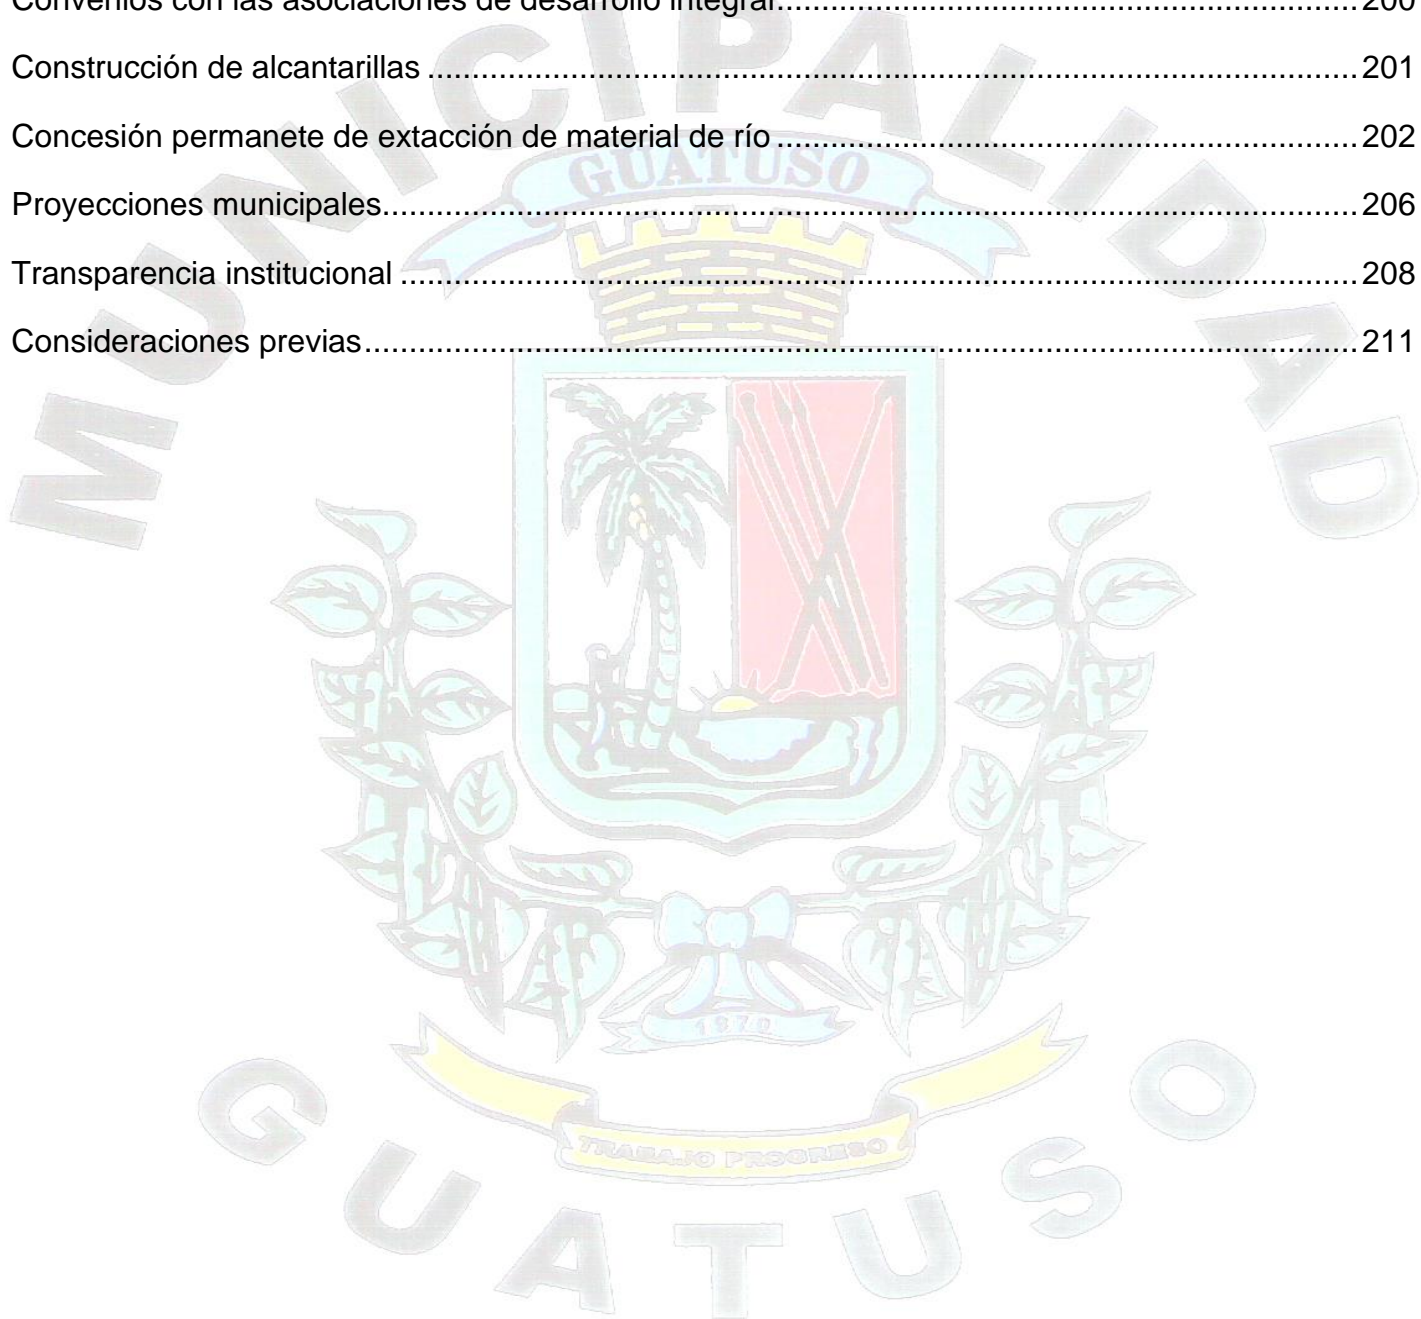 Convenios con las asociaciones de desarrollo integral........................................................................ 200
Construcción de alcantarillas ........................................................................................................ 201
Concesión permanete de extacción de material de río ................................................................. 202
Proyecciones municipales............................................................................................................. 206
Transparencia institucional ........................................................................................................... 208
Consideraciones previas............................................................................................................... 211
MUNICIPALIDAD
GUATUSO
1970
TRABAJO PROGRESO
GUATUSO